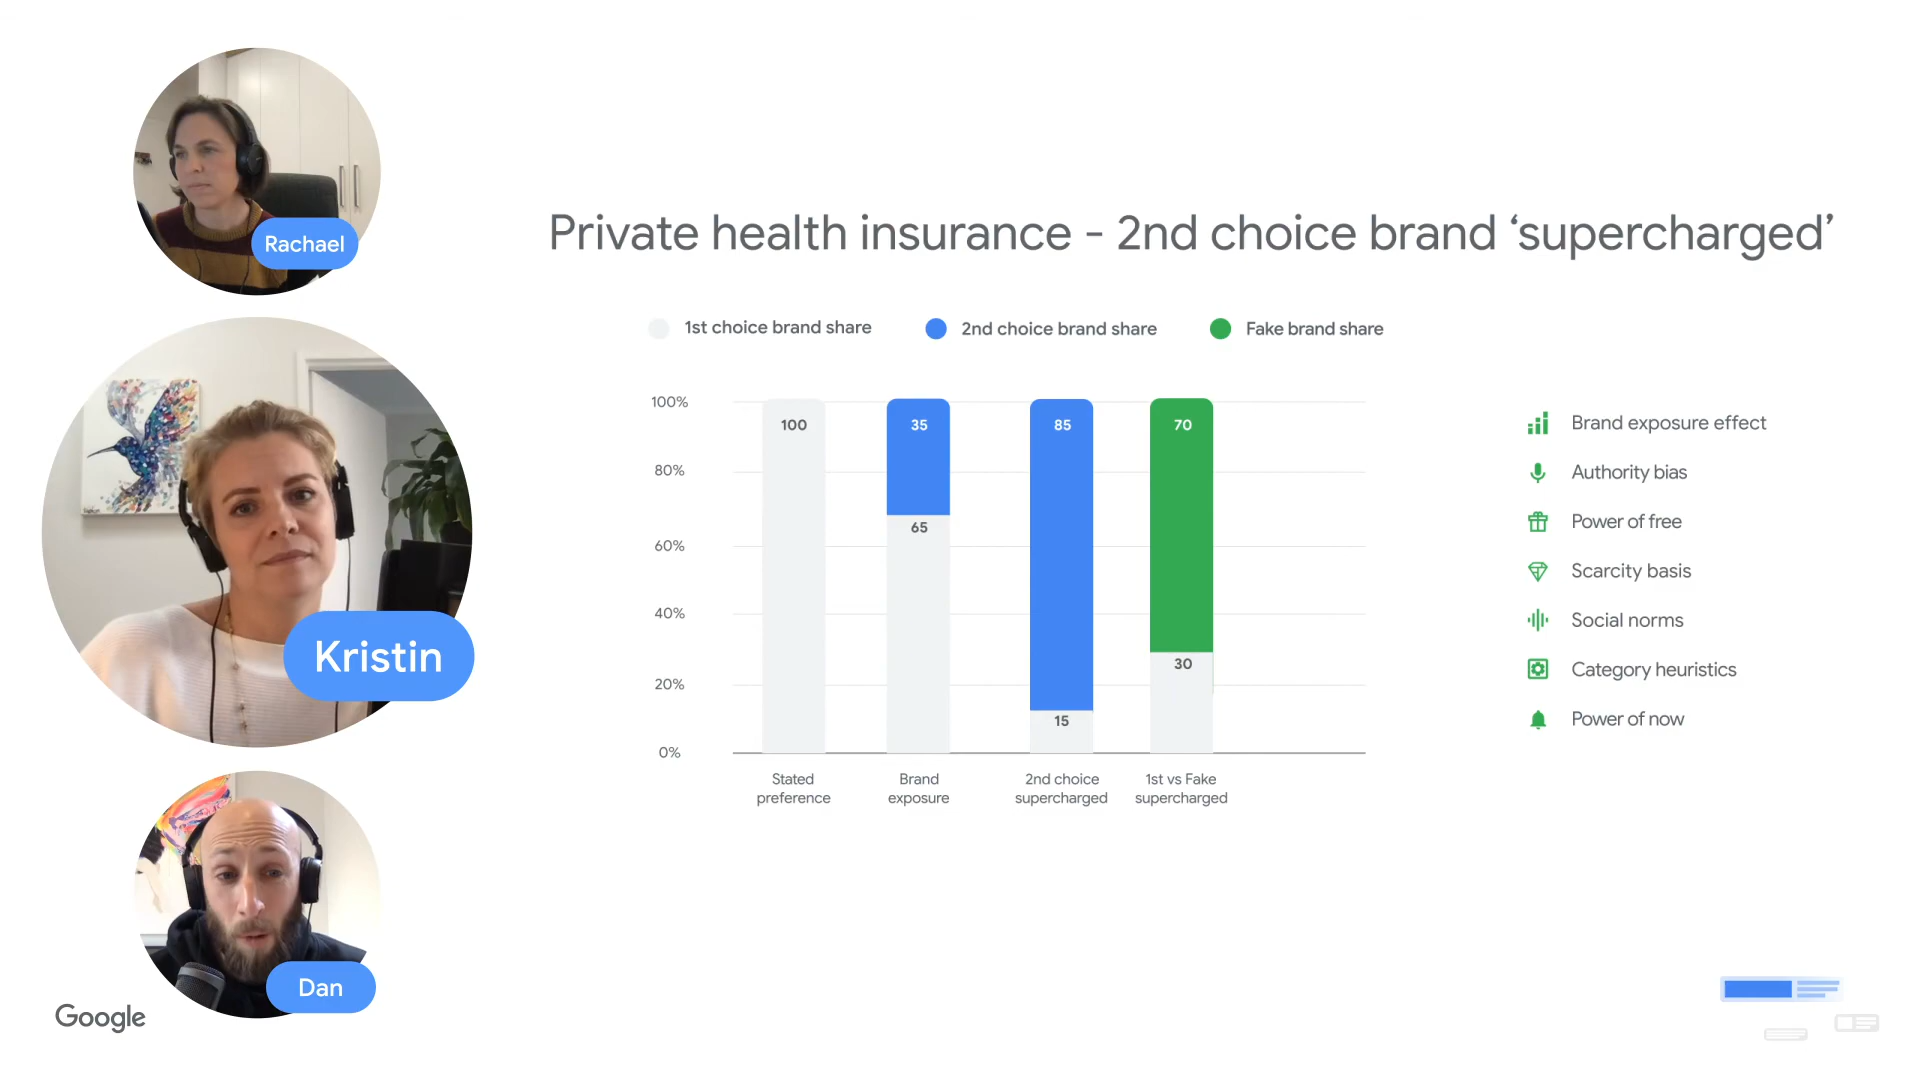 Rachael
Kristin
Dan
Google
Private health insurance - 2nd choice brand ‘supercharged’
1st choice brand share
2nd choice brand share
Fake brand share
100%
80%
60%
40%
20%
0%
100
35
65
85
15
70
30
Stated
preference
Brand
exposure
2nd choice
supercharged
1st vs Fake
supercharged
Brand exposure effect
Authority bias
Power of free
Scarcity basis
Social norms
Category heuristics
Power of now